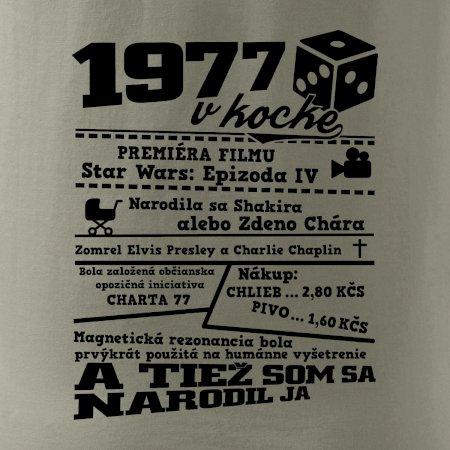 1977
v kocke
PREMIÉRA FILMU
Star Wars: Epizoda IV
Narodila sa Shakira
alebo Zdeno Chára
Zomrel Elvis Presley a Charlie Chaplin
Bola založená občianska
opozičná iniciativa
CHARTA 77
Nákup:
CHLIEB ... 2,80 KČS
PIVO ... 1,60 KČS
Magnetická rezonancia bola
prvýkrát použitá na humánne vyšetrenie
A TIEŽ SOM SA
NARODIL JA